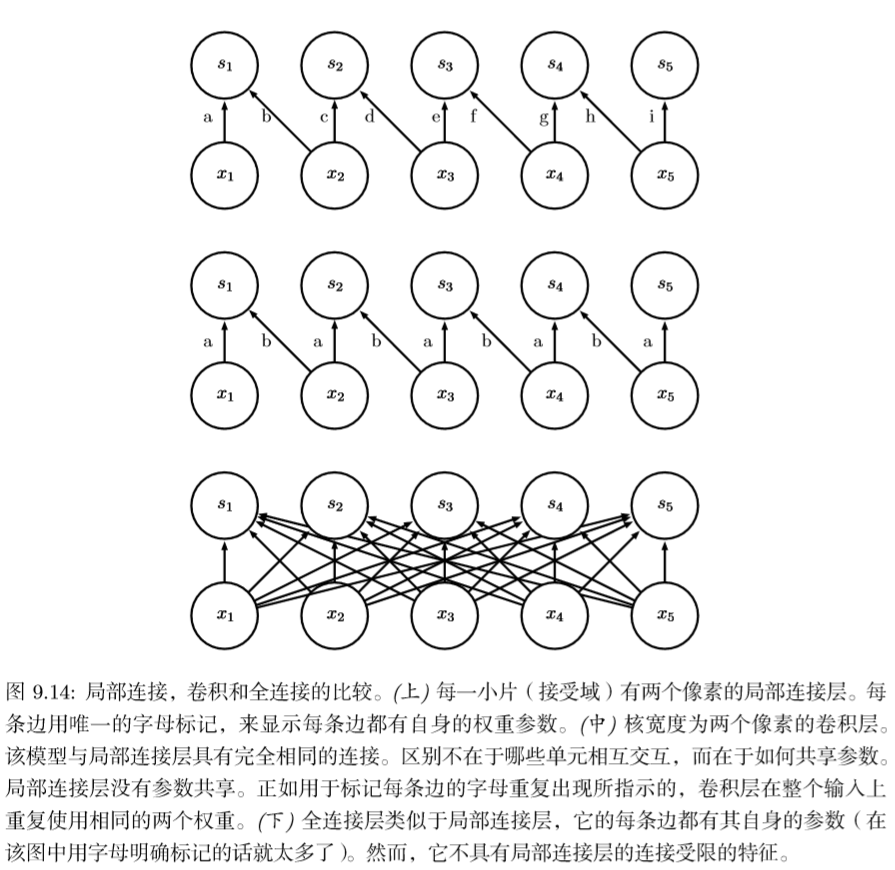 s₁ s₂ s₃ s₄ s₅
a b c d e f g h i
x₁ x₂ x₃ x₄ x₅
s₁ s₂ s₃ s₄ s₅
a b a b a b a b a
x₁ x₂ x₃ x₄ x₅
s₁ s₂ s₃ s₄ s₅
x₁ x₂ x₃ x₄ x₅
图 9.14: 局部连接，卷积和全连接的比较。(上) 每一小片（接受域）有两个像素的局部连接层。每
条边用唯一的字母标记，来显示每条边都有自身的权重参数。(中) 核宽度为两个像素的卷积层。
该模型与局部连接层具有完全相同的连接。区别不在于哪些单元相互交互，而在于如何共享参数。
局部连接层没有参数共享。正如用于标记每条边的字母重复出现所指示的，卷积层在整个输入上
重复使用相同的两个权重。(下) 全连接层类似于局部连接层，它的每条边都有其自身的参数（在
该图中用字母明确标记的话就太多了）。然而，它不具有局部连接层的连接受限的特征。